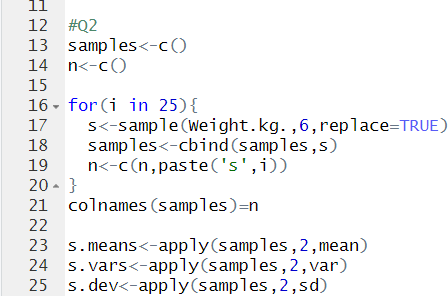 11
12 #Q2
13 samples<-c()
14 n<-c()
15
16 for(i in 25){
17 s<-sample(Weight.kg.,6,replace=TRUE)
18 samples<-cbind(samples,s)
19 n<-c(n,paste('s',i))
20 }
21 colnames(samples)=n
22
23 s.means<-apply(samples,2,mean)
24 s.vars<-apply(samples,2,var)
25 s.dev<-apply(samples,2,sd)